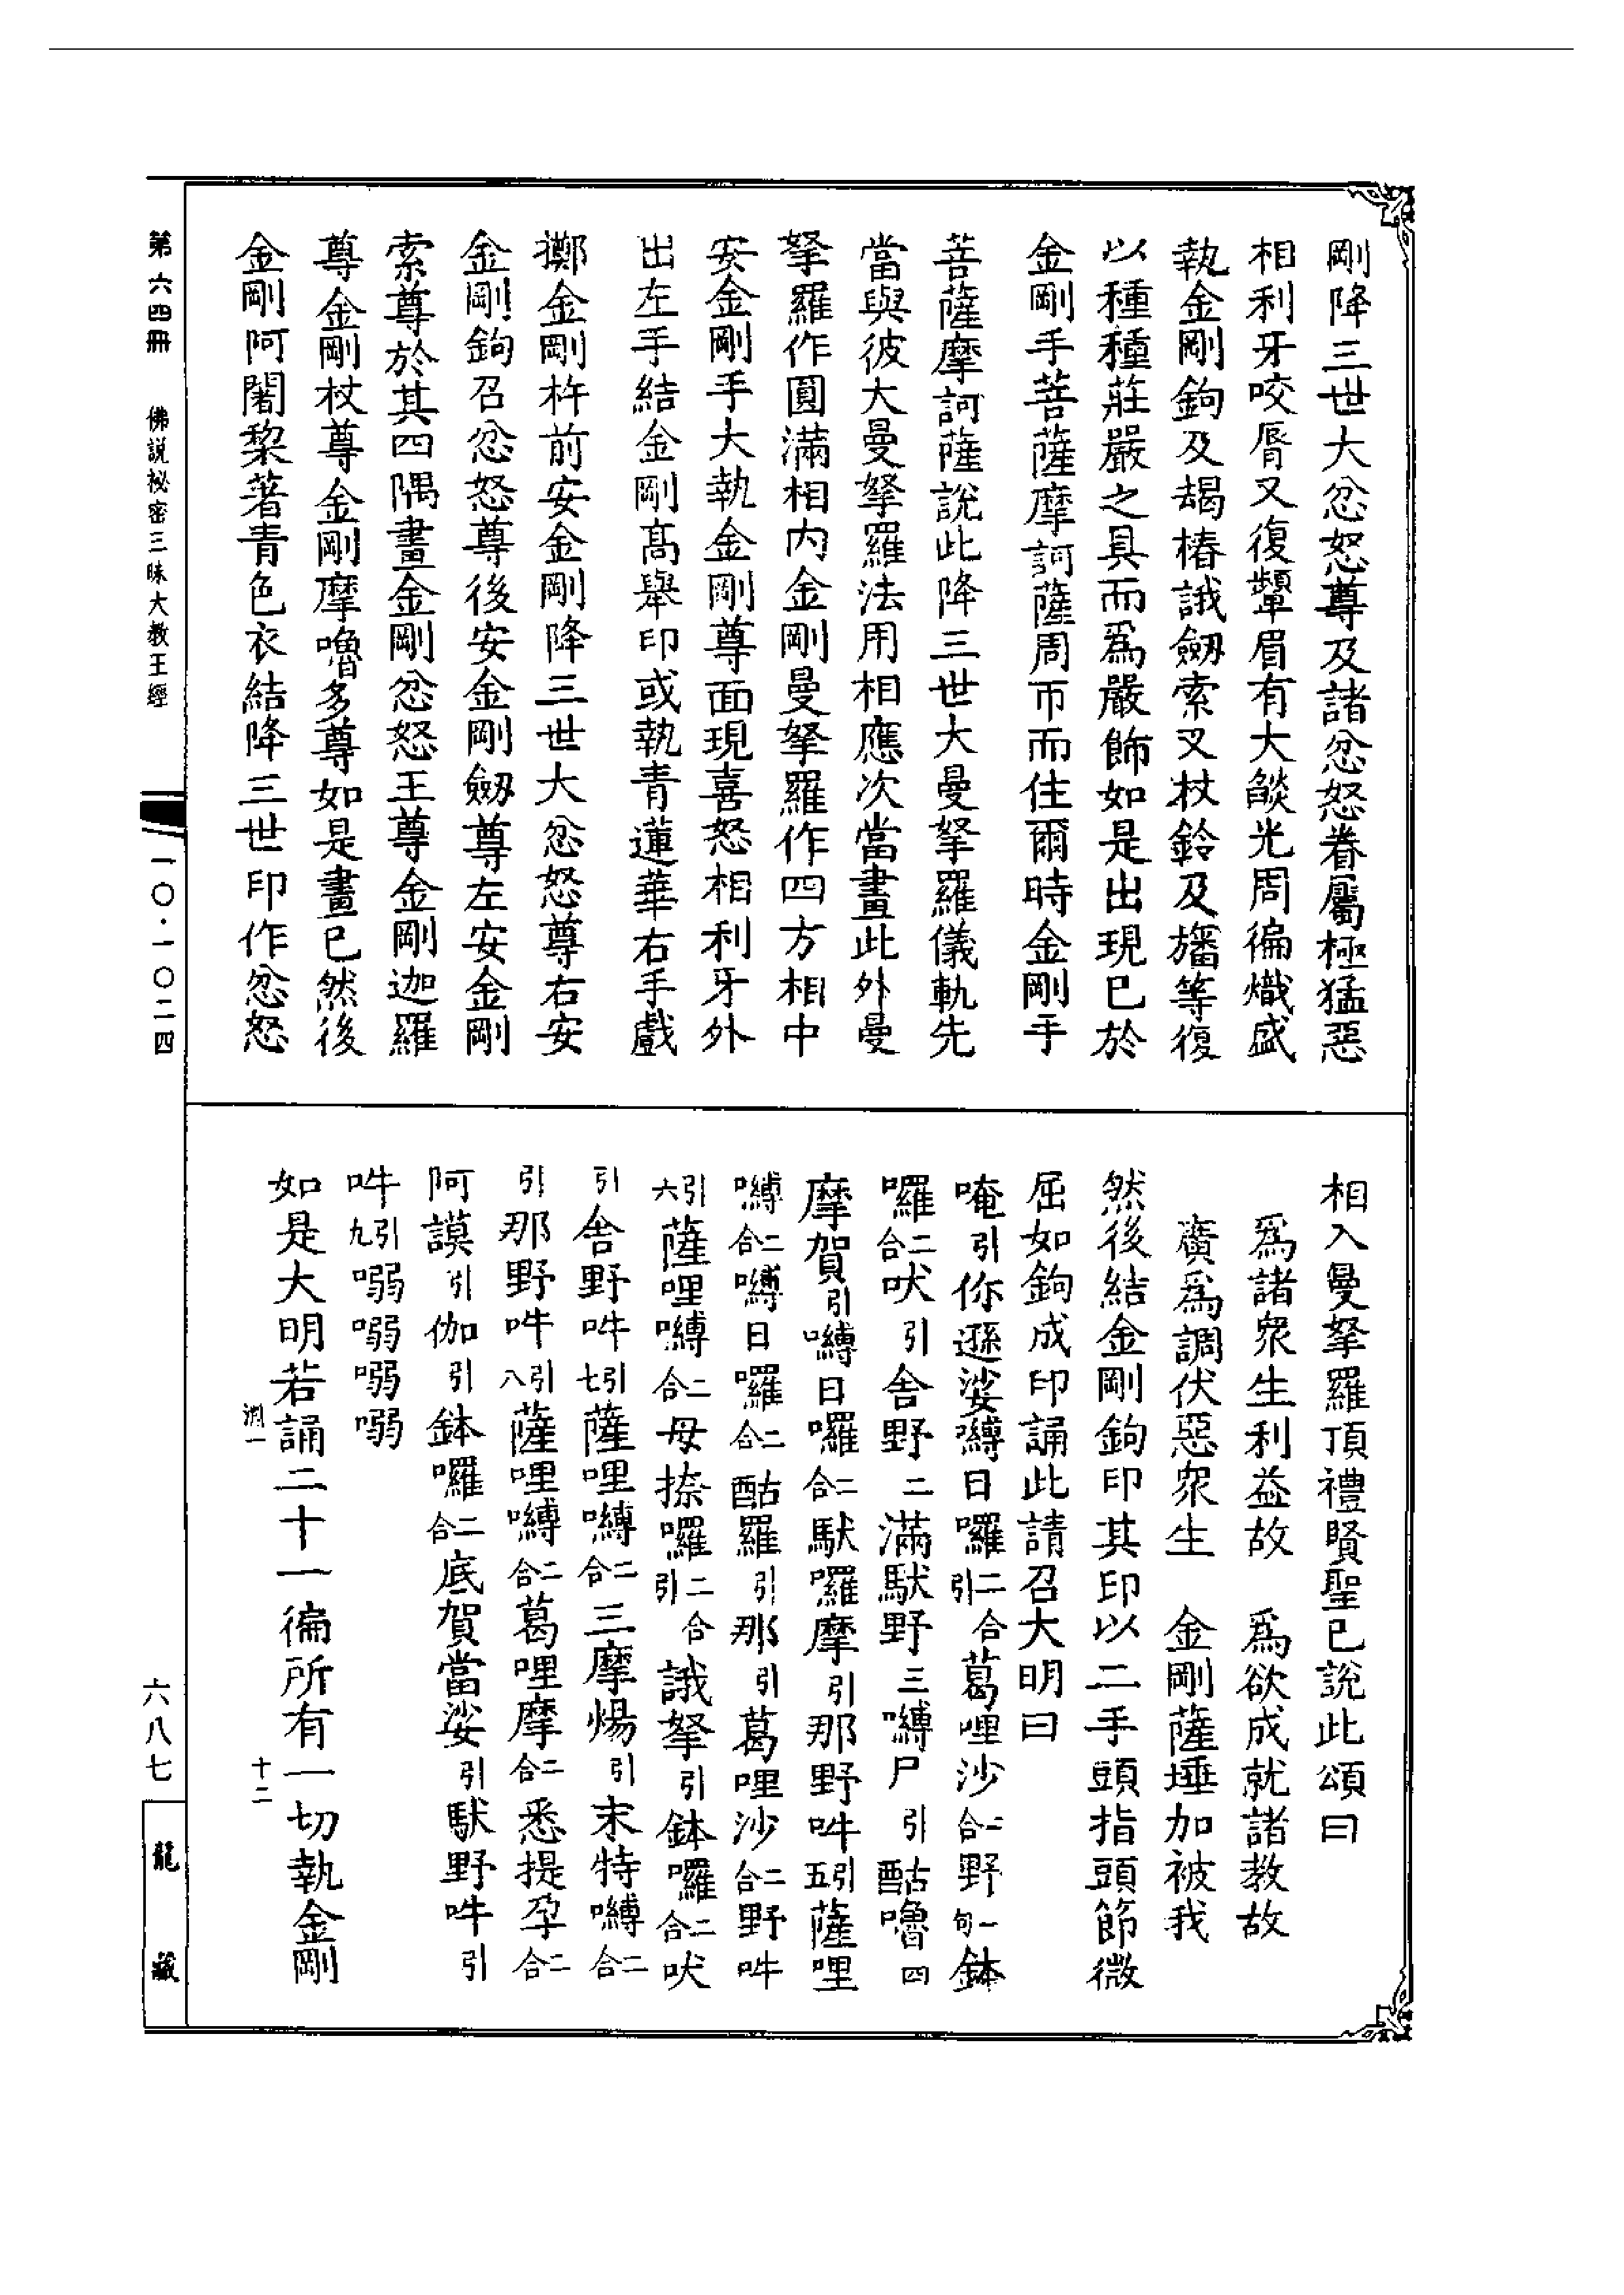 剛降三世大忿怒尊及諸忿怒眷屬極猛惡
相利牙咬脣又復顰眉有大燄光周徧熾盛
執金剛鉤及朅椿誐劒索叉杖鈴及旛等復
以種種莊嚴之具而爲嚴飾如是出現已於
金剛手菩薩摩訶薩周帀而住爾時金剛手
菩薩摩訶薩說此降三世大曼拏羅儀軌先
當與彼大曼拏羅法用相應次當畫此外曼
拏羅作圓滿相內金剛曼拏羅作四方相中
安金剛手大執金剛尊面現喜怒相利牙外
出左手結金剛髙舉印或執青蓮華右手戲
擲金剛杵前安金剛降三世大忿怒尊右安
金剛鉤召忿怒尊後安金剛劒尊左安金剛
索尊於其四隅畫金剛忿怒王尊金剛迦羅
尊金剛杖尊金剛摩嚕多尊如是畫已然後
金剛阿闍黎著青色衣結降三世印作忿怒
相入曼拏羅頂禮賢聖已說此頌曰
爲諸衆生利益故　爲欲成就諸教故
廣爲調伏惡衆生　金剛薩埵加被我
然後結金剛鉤印其印以二手頭指頭節微
屈如鉤成印誦此請召大明曰
唵引你遜娑嚩日囉二合引葛哩沙二合野一句鉢
囉二合吠引舍野二滿馱野三嚩尸引酤嚕四
摩賀引嚩日囉二合馱囉摩引那野吽引五薩哩
嚩二合嚩日囉二合酤羅引那引葛哩沙二合野吽
引六薩哩嚩二合母捺囉二合引誐拏引鉢囉二合吠
引舍野吽引七薩哩嚩二合三摩煬引末特嚩二合
引那野吽引八薩哩嚩二合葛哩摩二合悉提孕二合
阿謨引伽引鉢囉二合底賀當娑引馱野吽引
吽引九嗍嗍嗍嗍
如是大明若誦二十一徧所有一切執金剛
淵一　十二
第六四冊　佛說祕密三昧大教王經　一〇·一〇二四　六八七　龍藏